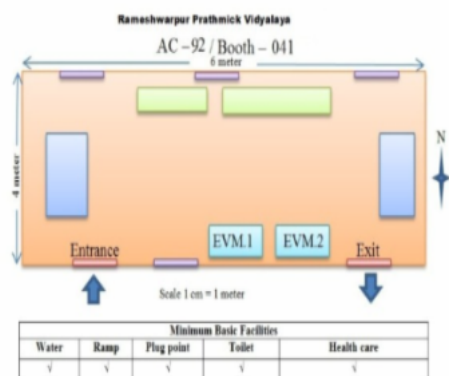 Rameshwarpur Prathmick Vidyalaya
AC -92 / Booth - 041
6 meter
4 meter
N
EVM.1 EVM.2
Entrance Exit
Scale 1 cm = 1 meter
Minimum Basic Facilities
Water Ramp Plug point Toilet Health care
√ √ √ √ √